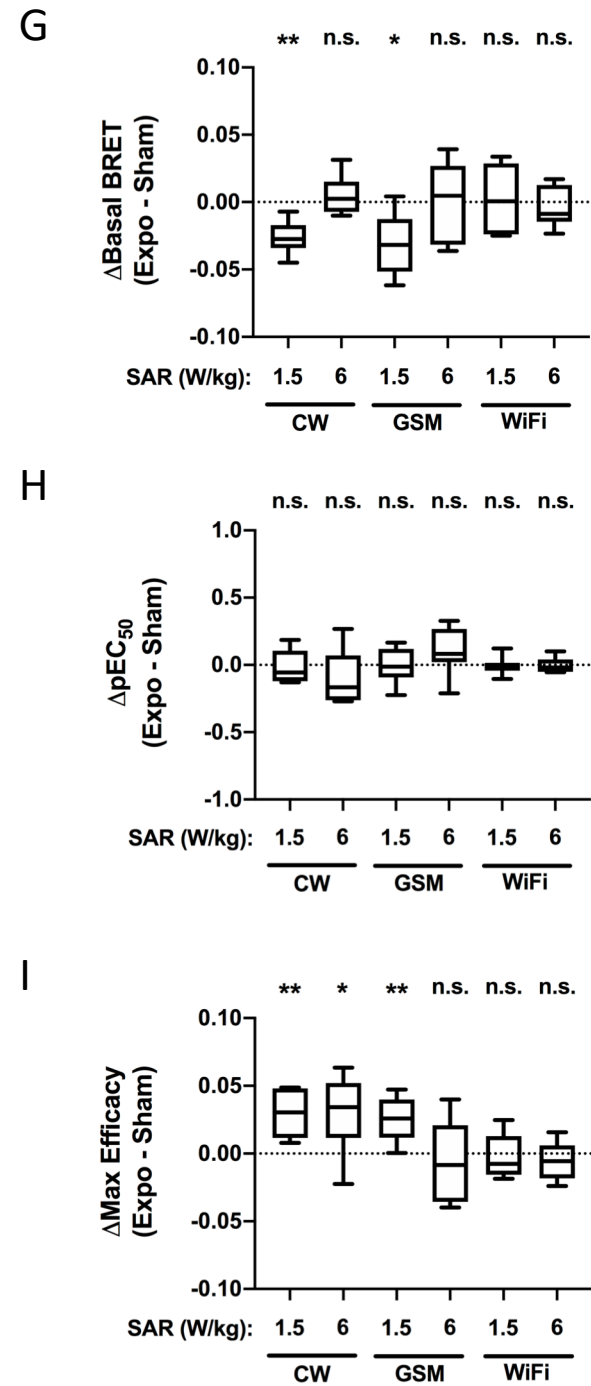 G
** n.s. * n.s. n.s. n.s.
0.10
0.05
0.00
-0.05
-0.10
ΔBasal BRET
(Expo - Sham)
SAR (W/kg): 1.5 6 1.5 6 1.5 6
CW GSM WiFi
H
n.s. n.s. n.s. n.s. n.s. n.s.
1.0
0.5
0.0
-0.5
-1.0
ΔpEC50
(Expo - Sham)
SAR (W/kg): 1.5 6 1.5 6 1.5 6
CW GSM WiFi
I
** * ** n.s. n.s. n.s.
0.10
0.05
0.00
-0.05
-0.10
ΔMax Efficacy
(Expo - Sham)
SAR (W/kg): 1.5 6 1.5 6 1.5 6
CW GSM WiFi